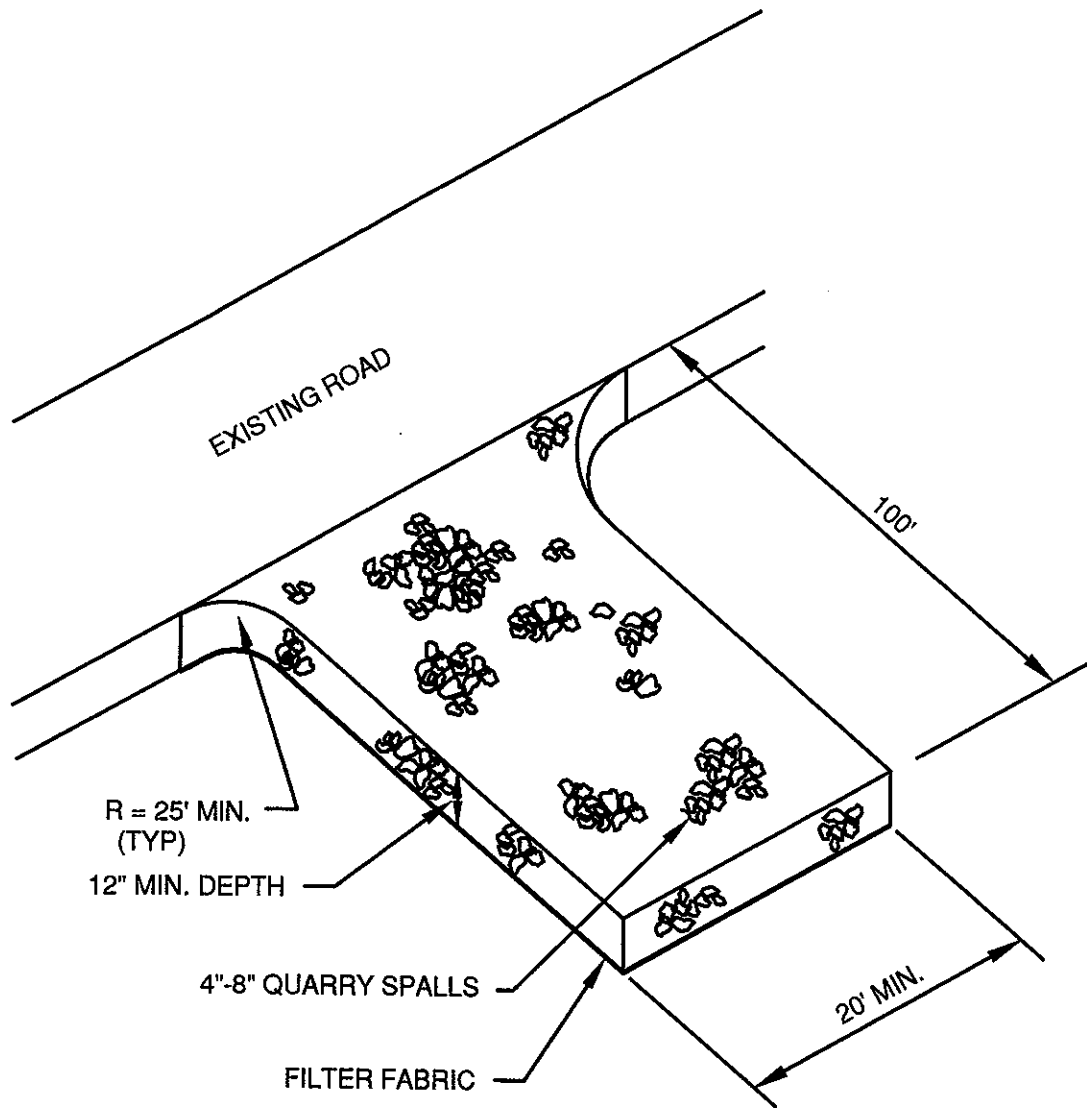 EXISTING ROAD
100'
R = 25' MIN.
(TYP)
12" MIN. DEPTH
4"-8" QUARRY SPALLS
20' MIN.
FILTER FABRIC